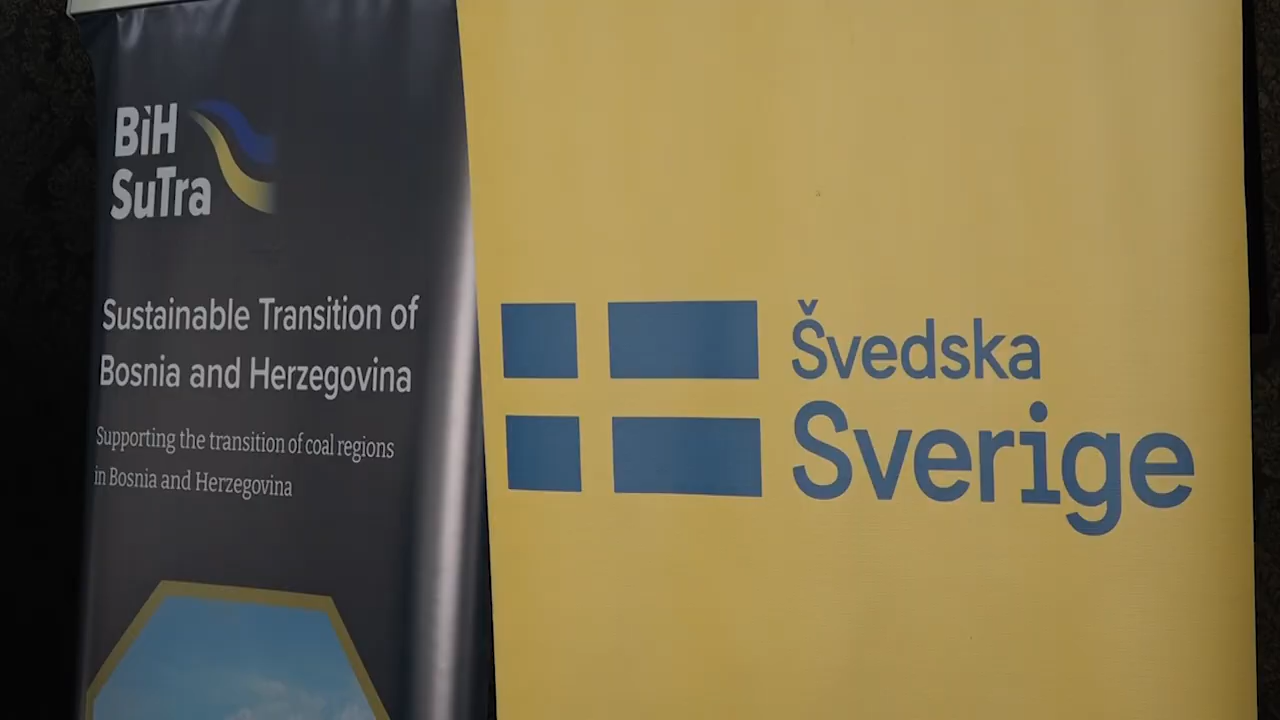 BiH
SuTra
Sustainable Transition of
Bosnia and Herzegovina
Supporting the transition of coal regions
in Bosnia and Herzegovina
Švedska
Sverige